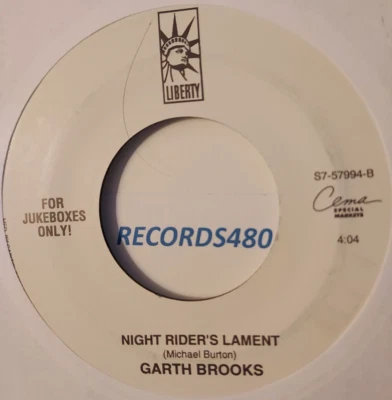 LIBERTY
S7-57994-B
FOR
JUKEBOXES
ONLY!
Cema
SPECIAL
MARKETS
4:04
RECORDS480
NIGHT RIDER'S LAMENT
(Michael Burton)
GARTH BROOKS